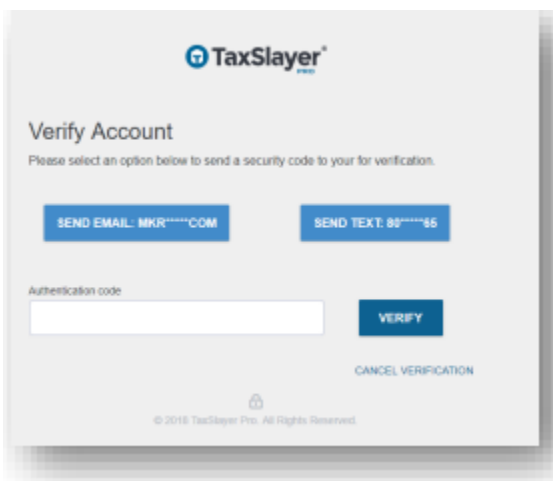 TaxSlayer®
PRO
Verify Account
Please select an option below to send a security code to your for verification.
SEND EMAIL: MKR*****COM
SEND TEXT: 80*****65
Authentication code
VERIFY
CANCEL VERIFICATION
© 2018 TaxSlayer Pro. All Rights Reserved.